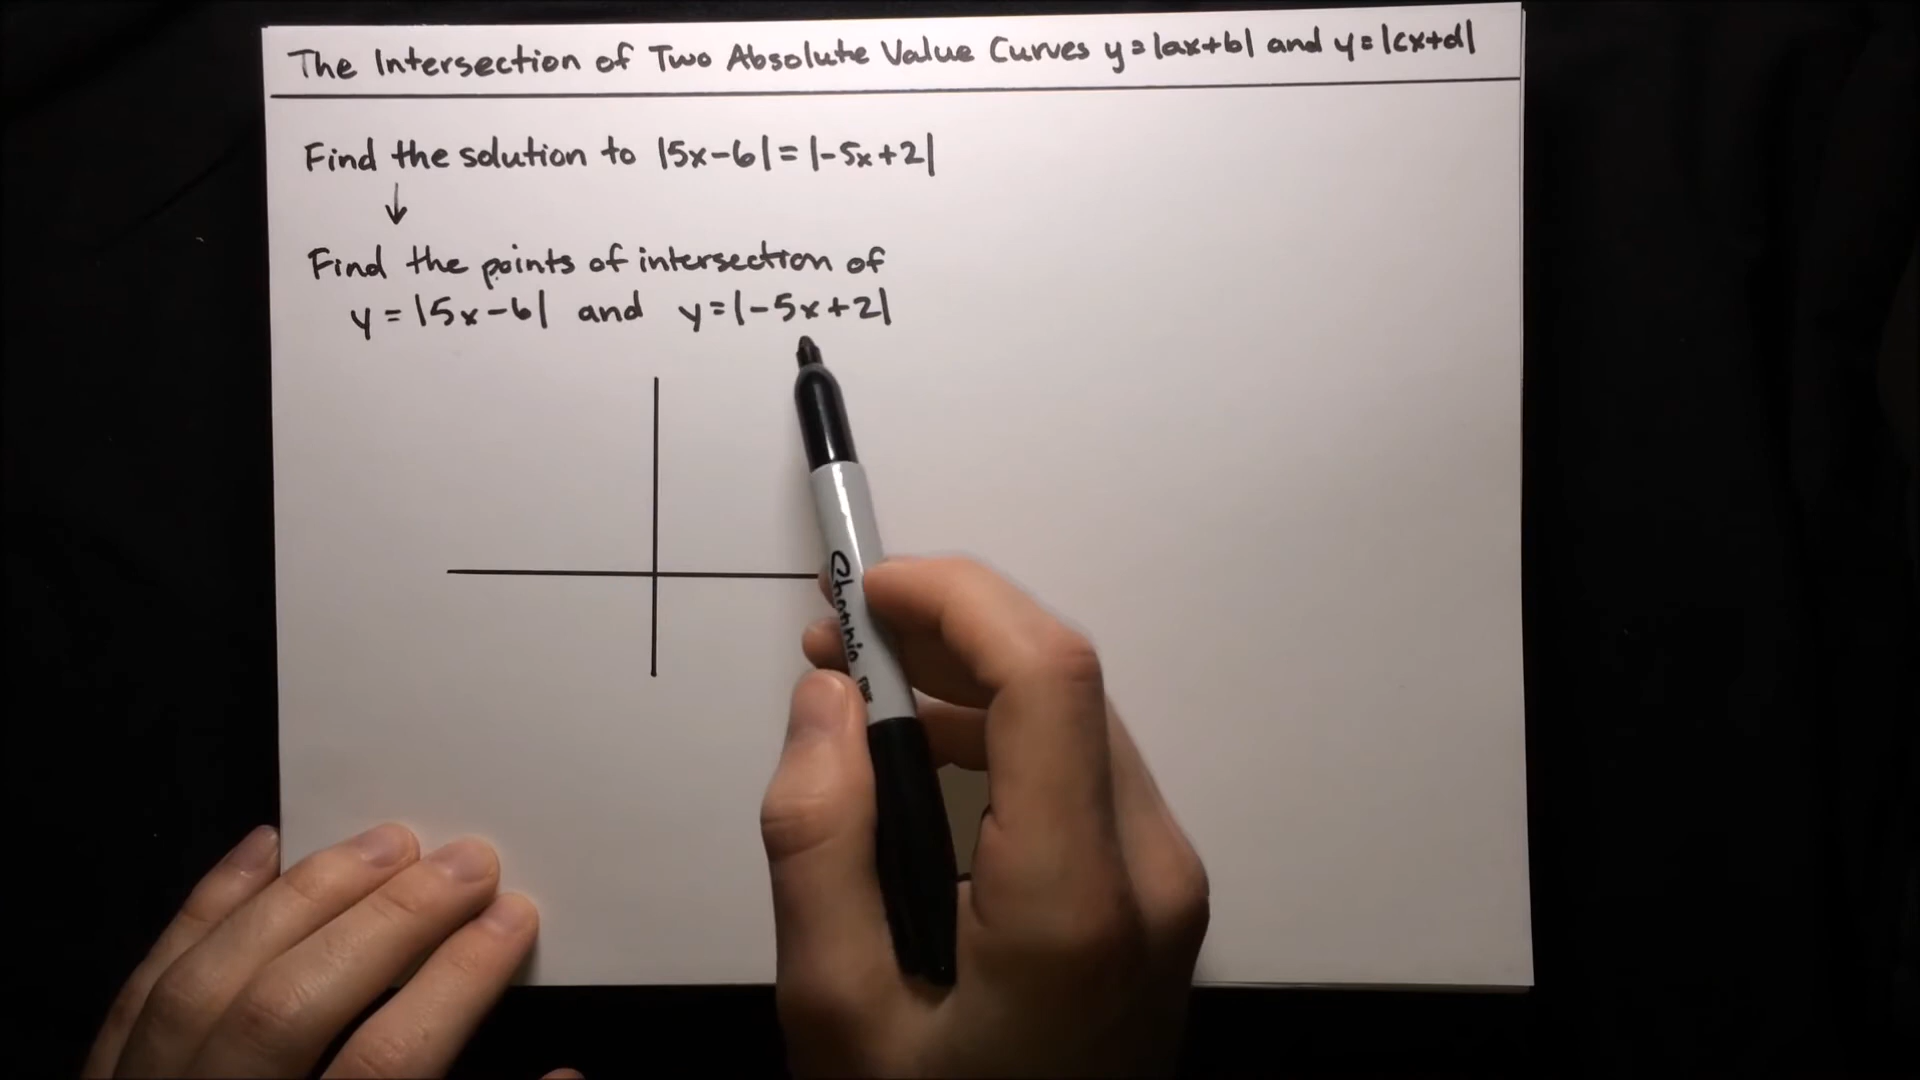 The Intersection of Two Absolute Value Curves y=|ax+b| and y=|cx+d|
Find the solution to |5x-6|=|-5x+2|
↓
Find the points of intersection of
y=|5x-6| and y=|-5x+2|
Sharpie